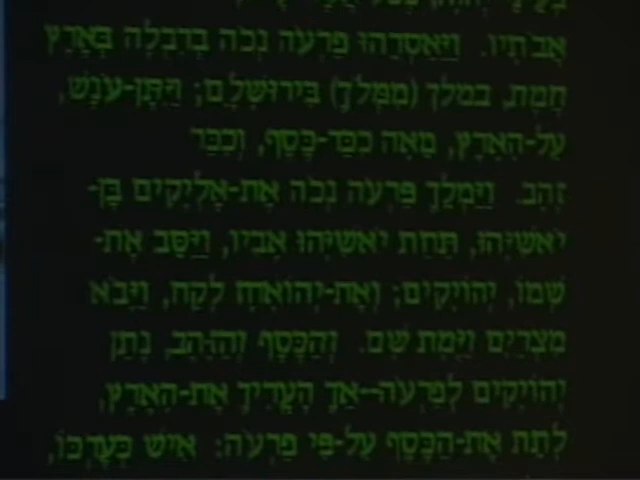 אֲבֹתָיו. וַיַּאַסְרֵהוּ פַרְעֹה נְכֹה בְרִבְלָה בְּאֶרֶץ
חֲמָת, במלך (מִמְּלֹךְ) בִּירוּשָׁלִָם; וַיִּתֶּן-עֹנֶשׁ,
עַל-הָאָרֶץ, מֵאָה כִכַּר-כֶּסֶף, וְכִכַּר
זָהָב. וַיַּמְלֵךְ פַּרְעֹה נְכֹה אֶת-אֶלְיָקִים בֶּן-
יֹאשִׁיָּהוּ, תַּחַת יֹאשִׁיָּהוּ אָבִיו, וַיַּסֵּב אֶת-
שְׁמוֹ, יְהוֹיָקִים; וְאֶת-יְהוֹאָחָז לָקָח, וַיָּבֹא
מִצְרַיִם וַיָּמָת שָׁם. וְהַכֶּסֶף וְהַזָּהָב, נָתַן
יְהוֹיָקִים לְפַרְעֹה--אַךְ הֶעֱרִיךְ אֶת-הָאָרֶץ,
לָתֵת אֶת-הַכֶּסֶף עַל-פִּי פַרְעֹה: אִישׁ כְּעֶרְכּוֹ,